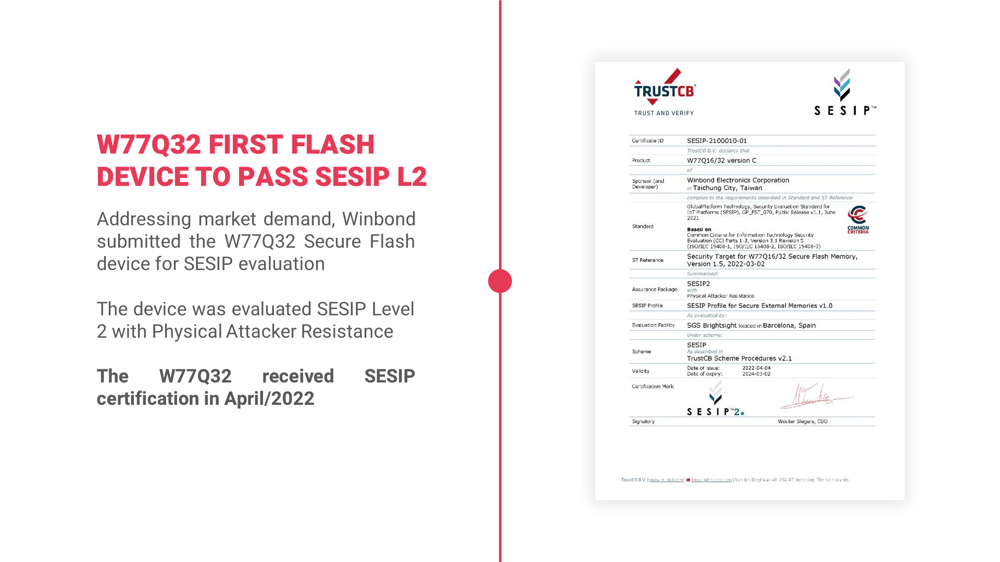 W77Q32 FIRST FLASH
DEVICE TO PASS SESIP L2
Addressing market demand, Winbond
submitted the W77Q32 Secure Flash
device for SESIP evaluation
The device was evaluated SESIP Level
2 with Physical Attacker Resistance
The W77Q32 received SESIP
certification in April/2022
TRUSTCB®
TRUST AND VERIFY
SESIP™
Certificate ID SESIP-2100010-01
TrustCB B.V. declares that
Product W77Q16/32 version C
of
Sponsor (and Developer) Winbond Electronics Corporation
in Taichung City, Taiwan
complies to the requirements described in Standard and ST Reference
Standard
GlobalPlatform Technology, Security Evaluation Standard for
IoT Platforms (SESIP), GP_FST_070, Public Release v1.1, June
2021
Based on
Common Criteria for Information Technology Security
Evaluation (CC) Parts 1-3, Version 3.1 Revision 5
(ISO/IEC 15408-1, ISO/IEC 15408-2, ISO/IEC 15408-3)
COMMON
CRITERIA
ST Reference Security Target for W77Q16/32 Secure Flash Memory,
Version 1.5, 2022-03-02
Summarised:
Assurance Package SESIP2
with
Physical Attacker Resistance
SESIP Profile SESIP Profile for Secure External Memories v1.0
As evaluated by:
Evaluation Facility SGS Brightsight located in Barcelona, Spain
Under scheme:
Scheme SESIP
As described in
TrustCB Scheme Procedures v2.1
Validity Date of issue: 2022-04-04
Date of expiry: 2024-03-02
Certification Mark
SESIP™2
Signatory Wouter Slegers, CEO
TrustCB B.V. | www.trustcb.com | trustcb@trustcb.com | Van den Berghlaan 48, 2132 AT Hoofddorp, The Netherlands